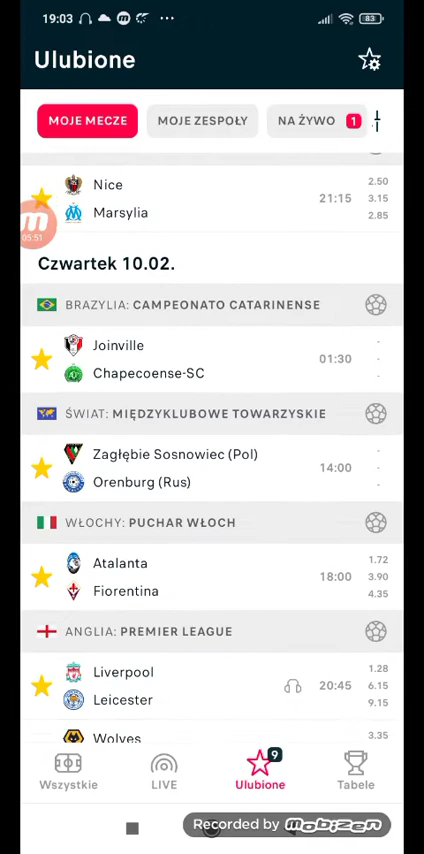 19:03
83
Ulubione
MOJE MECZE
MOJE ZESPOŁY
NA ŻYWO 1
Nice
Marsylia
21:15
2.50
3.15
2.85
m
05:51
Czwartek 10.02.
BRAZYLIA: CAMPEONATO CATARINENSE
Joinville
Chapecoense-SC
01:30
-
-
-
ŚWIAT: MIĘDZYKLUBOWE TOWARZYSKIE
Zagłębie Sosnowiec (Pol)
Orenburg (Rus)
14:00
-
-
-
WŁOCHY: PUCHAR WŁOCH
Atalanta
Fiorentina
18:00
1.72
3.90
4.35
ANGLIA: PREMIER LEAGUE
Liverpool
Leicester
20:45
1.28
6.15
9.15
Wolves
3.35
Wszystkie
LIVE
9
Ulubione
Tabele
Recorded by mobizen